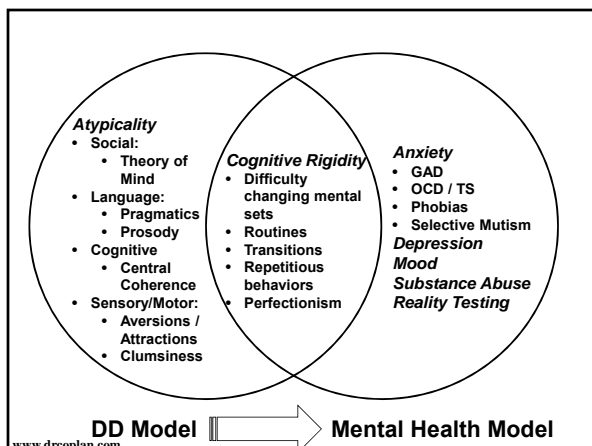 Atypicality
• Social:
• Theory of
Mind
• Language:
• Pragmatics
• Prosody
• Cognitive
• Central
Coherence
• Sensory/Motor:
• Aversions /
Attractions
• Clumsiness
Cognitive Rigidity
• Difficulty
changing mental
sets
• Routines
• Transitions
• Repetitious
behaviors
• Perfectionism
Anxiety
• GAD
• OCD / TS
• Phobias
• Selective Mutism
Depression
Mood
Substance Abuse
Reality Testing
DD Model
Mental Health Model
www.drcoplan.com